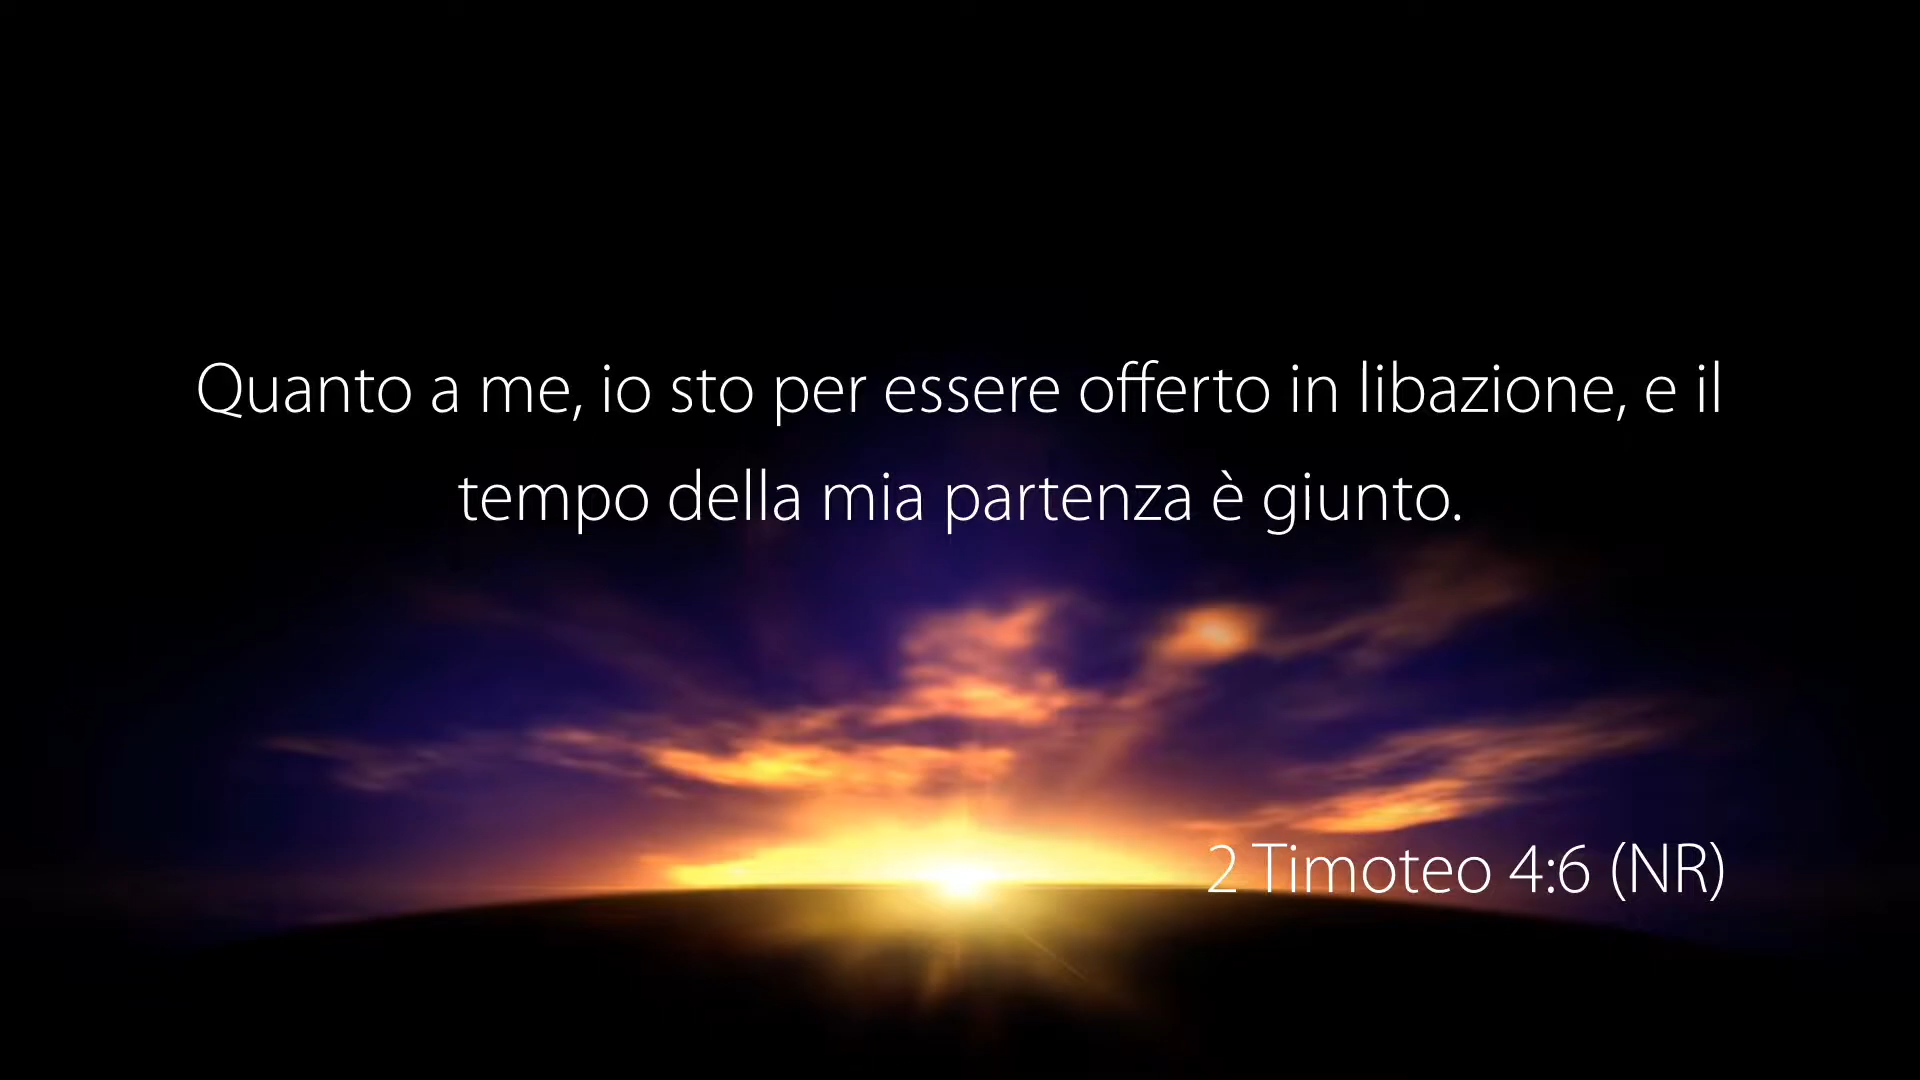 Quanto a me, io sto per essere offerto in libazione, e il
tempo della mia partenza è giunto.
2 Timoteo 4:6 (NR)